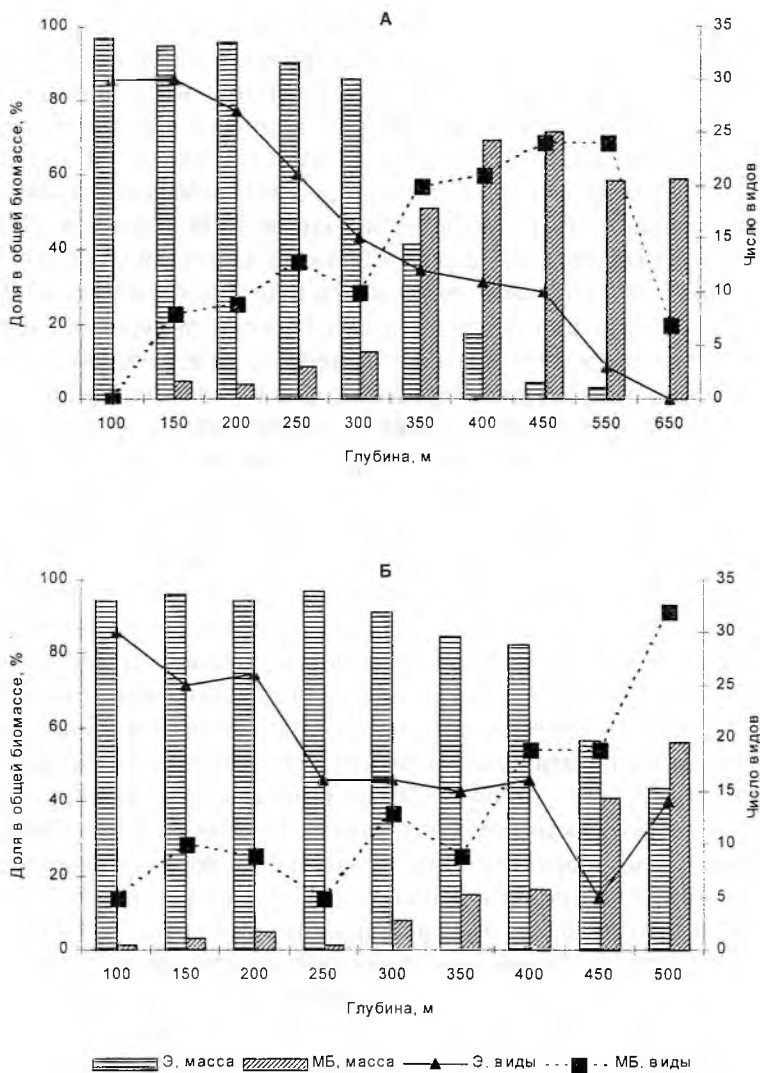 А
Доля в общей биомассе, %
100
80
60
40
20
0
35
30
25
20
15
10
5
0
Число видов
100 150 200 250 300 350 400 450 550 650
Глубина, м
Б
Доля в общей биомассе, %
100
80
60
40
20
0
35
30
25
20
15
10
5
0
Число видов
100 150 200 250 300 350 400 450 500
Глубина, м
Э, масса МБ, масса Э, виды МБ, виды